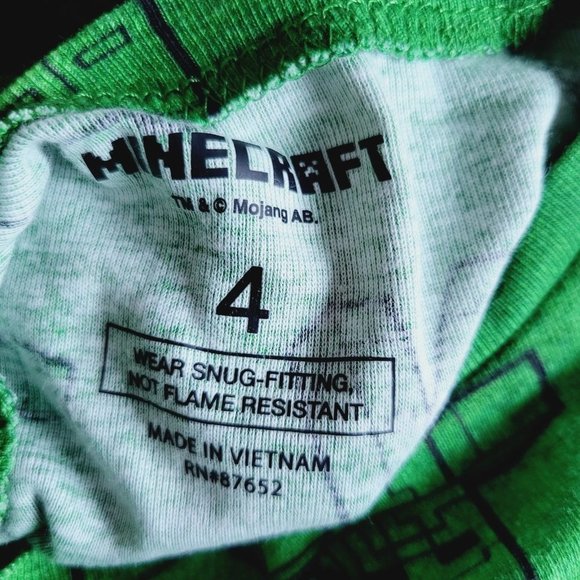 MINECRAFT
TM & © Mojang AB.
4
WEAR SNUG-FITTING,
NOT FLAME RESISTANT
MADE IN VIETNAM
RN#87652